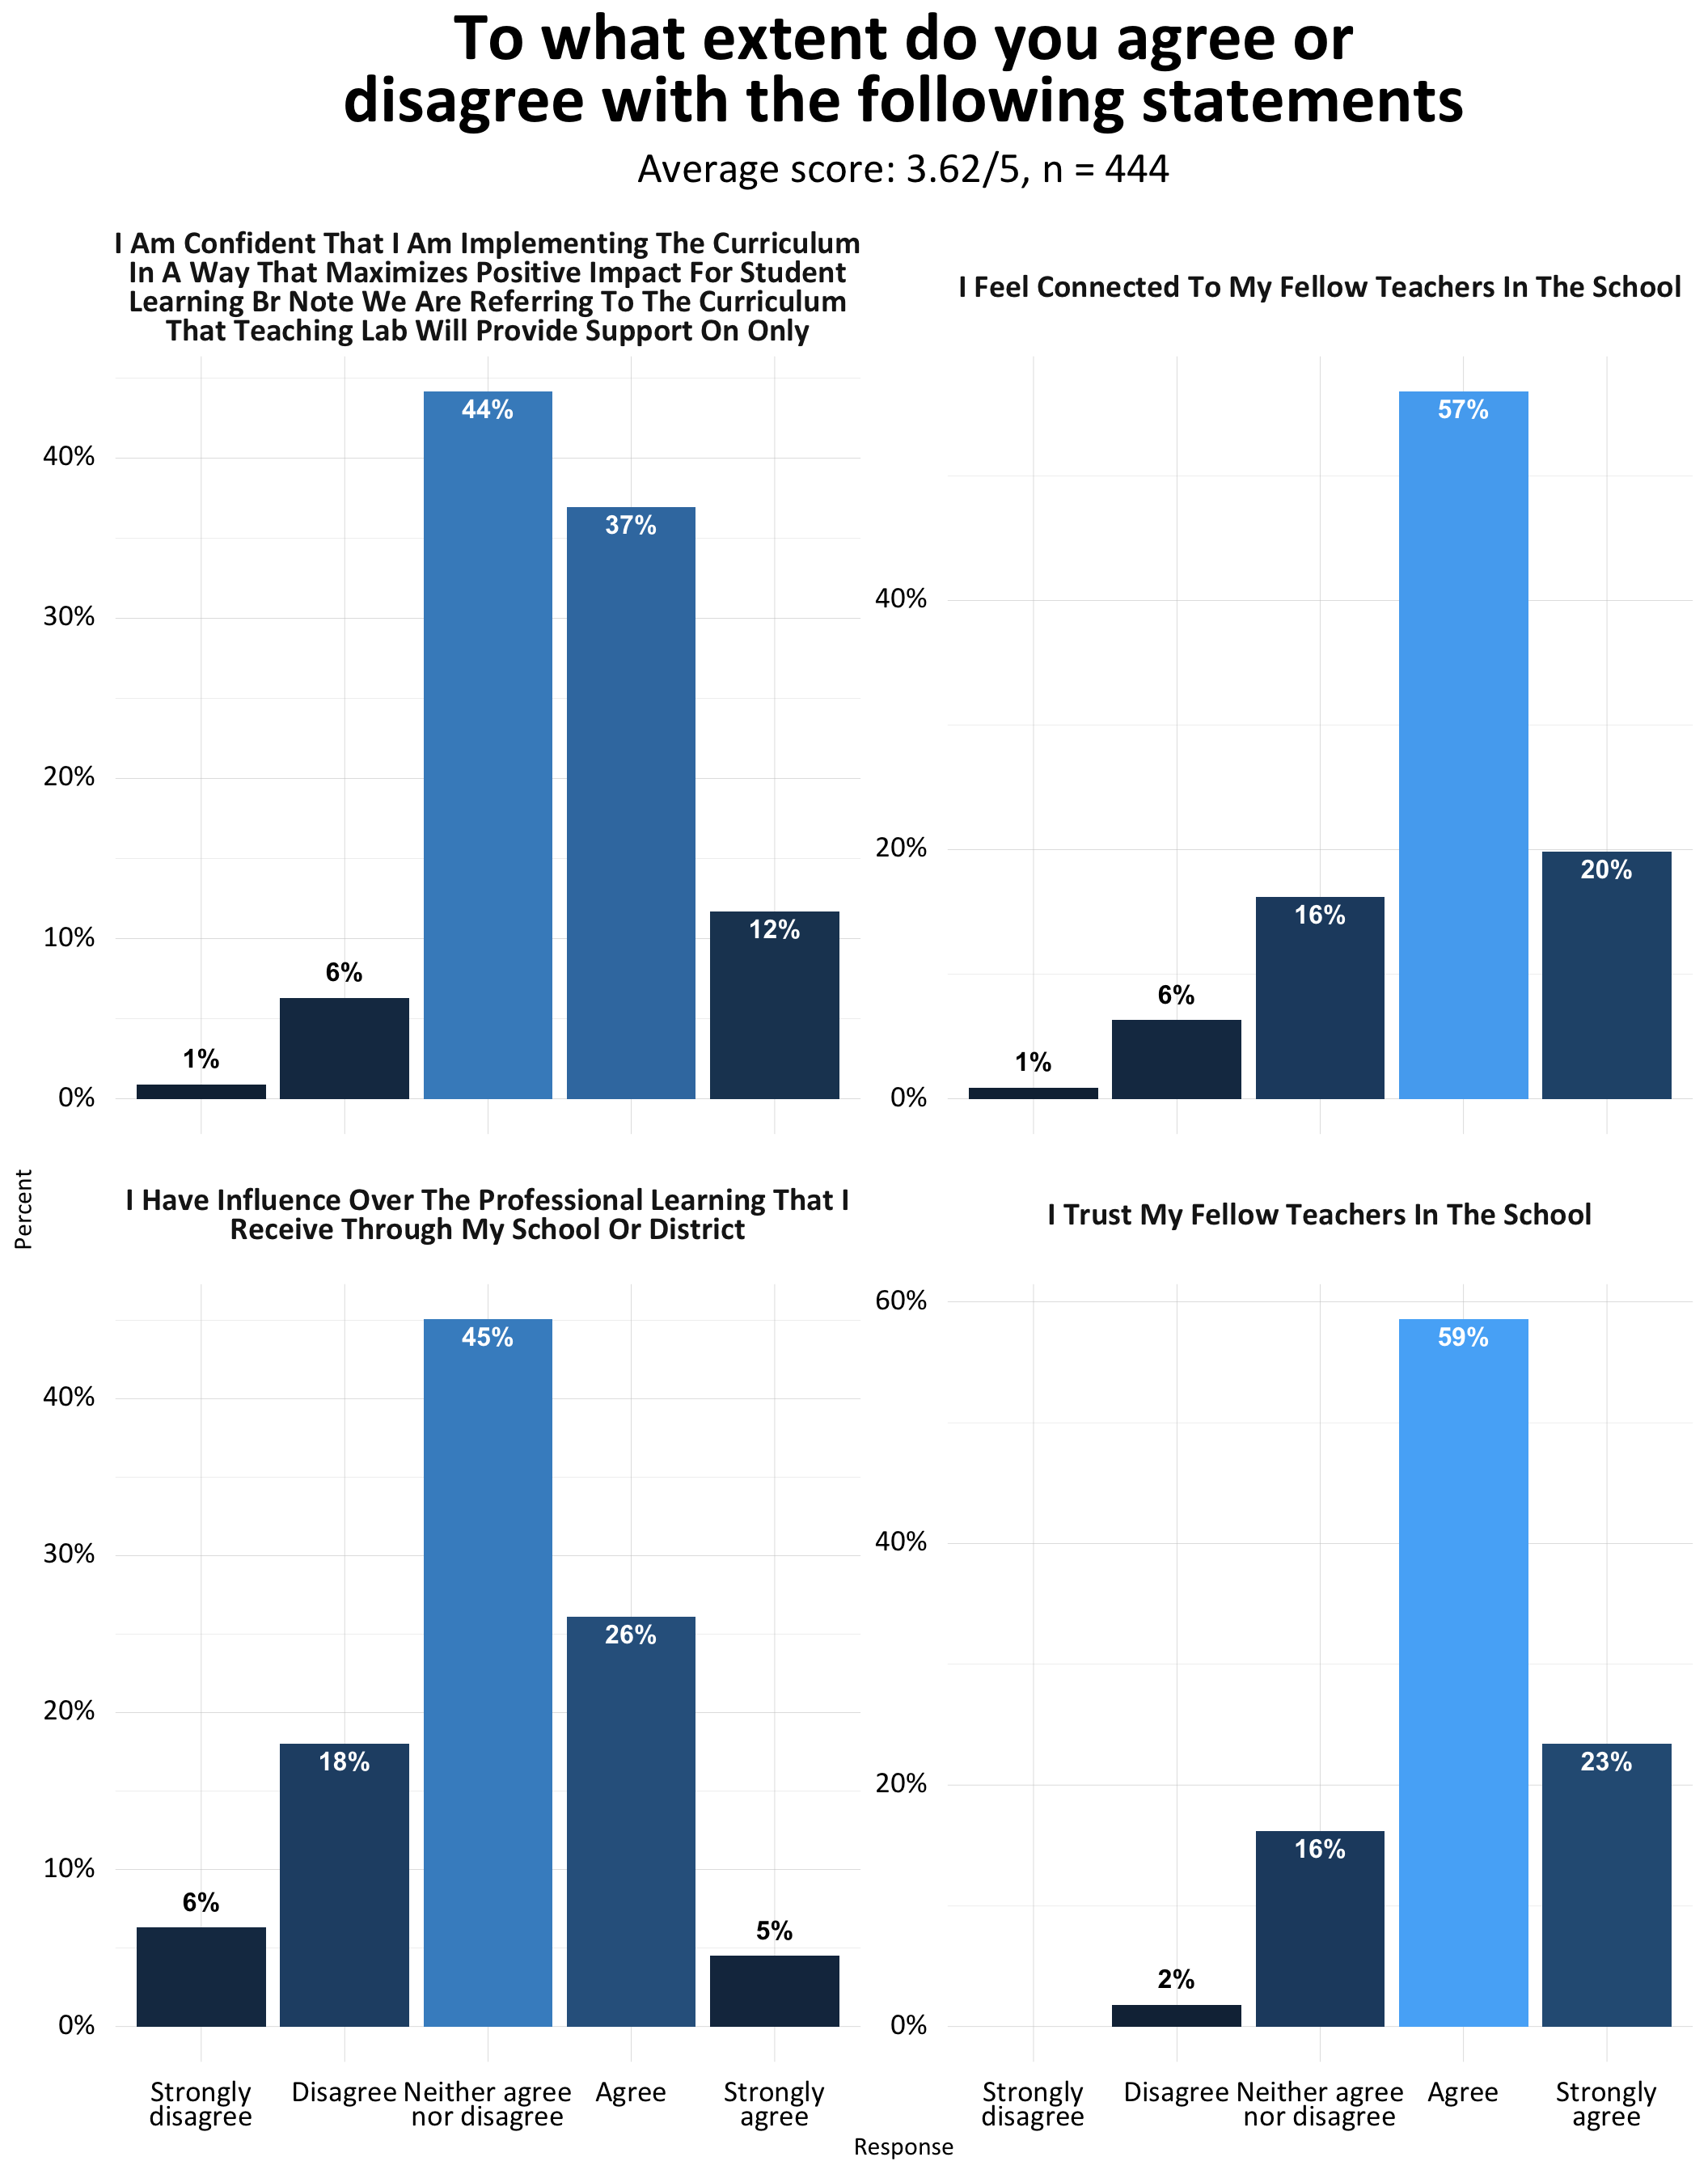 To what extent do you agree or
disagree with the following statements
Average score: 3.62/5, n = 444
I Am Confident That I Am Implementing The Curriculum
In A Way That Maximizes Positive Impact For Student
Learning Br Note We Are Referring To The Curriculum
That Teaching Lab Will Provide Support On Only
44%
40%
37%
30%
20%
12%
10%
6%
1%
0%
I Feel Connected To My Fellow Teachers In The School
57%
40%
20%
20%
16%
6%
1%
0%
Percent
I Have Influence Over The Professional Learning That I
Receive Through My School Or District
45%
40%
30%
26%
20%
18%
10%
6%
5%
0%
Strongly
disagree
Disagree
Neither agree
nor disagree
Agree
Strongly
agree
I Trust My Fellow Teachers In The School
60%
59%
40%
23%
20%
16%
2%
0%
Strongly
disagree
Disagree
Neither agree
nor disagree
Agree
Strongly
agree
Response